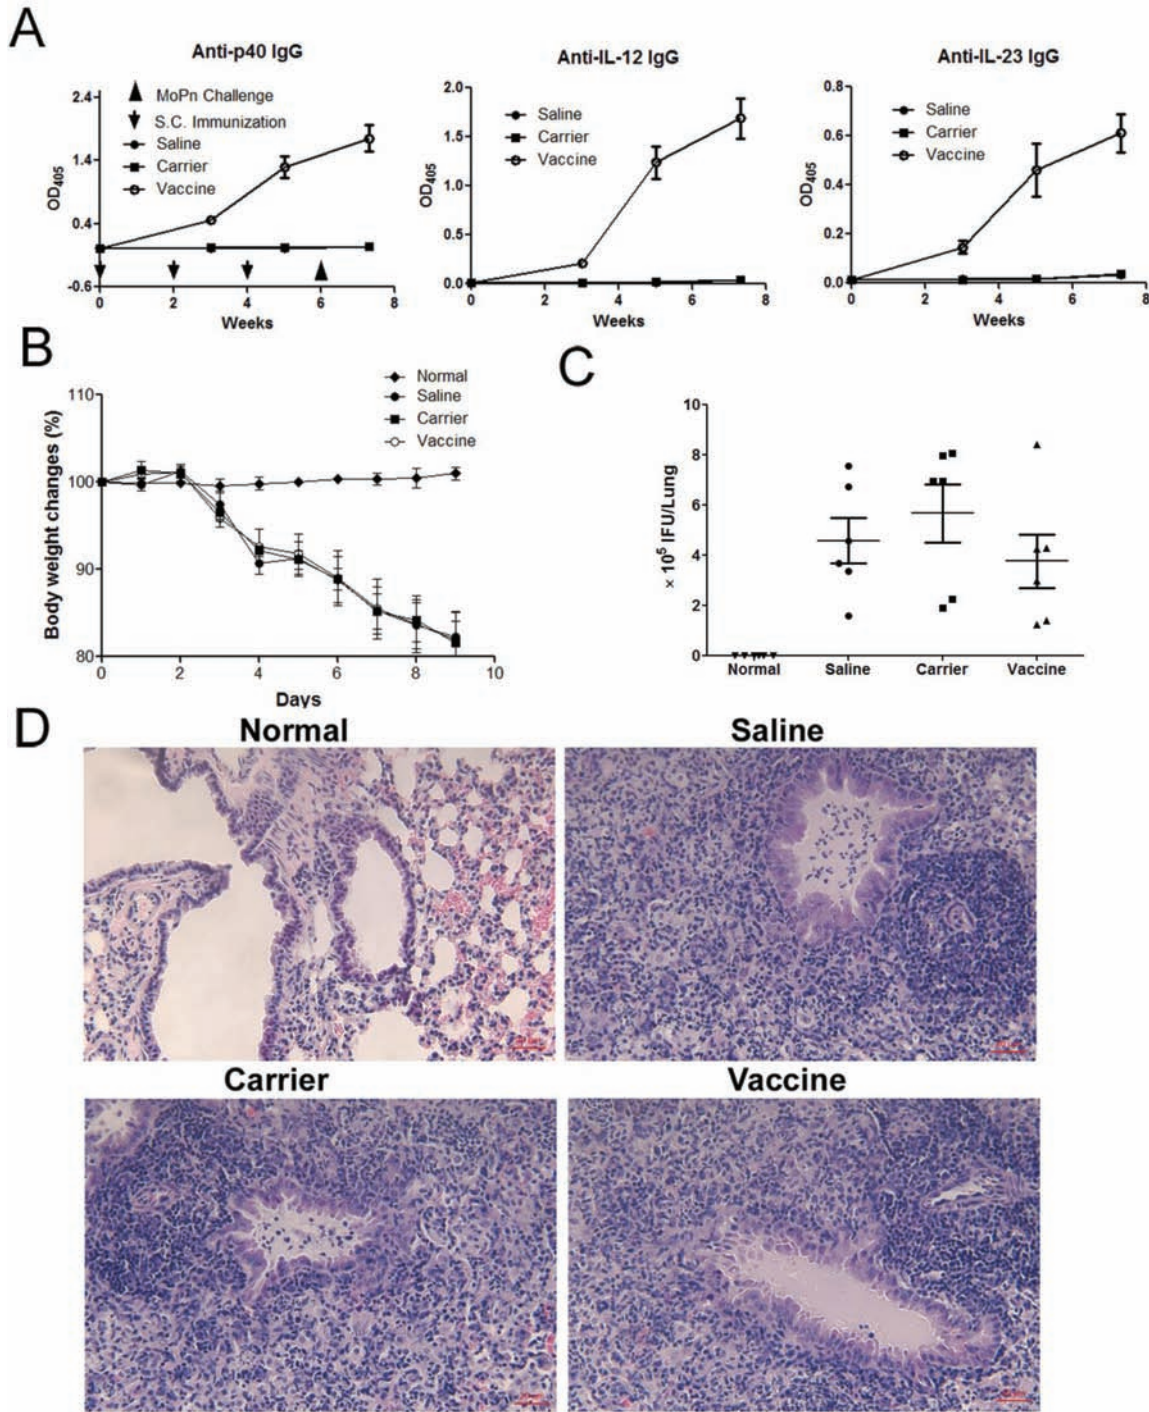 A
Anti-p40 IgG
2.4
1.4
0.4
-0.6
OD405
MoPn Challenge
S.C. Immunization
Saline
Carrier
Vaccine
0 2 4 6 8
Weeks
Anti-IL-12 IgG
2.0
1.5
1.0
0.5
0.0
OD405
Saline
Carrier
Vaccine
0 2 4 6 8
Weeks
Anti-IL-23 IgG
0.8
0.6
0.4
0.2
0.0
OD405
Saline
Carrier
Vaccine
0 2 4 6 8
Weeks
B
Normal
Saline
Carrier
Vaccine
110
100
90
80
Body weight changes (%)
0 2 4 6 8 10
Days
C
10
8
6
4
2
0
× 10⁵ IFU/Lung
Normal Saline Carrier Vaccine
D
Normal Saline
Carrier Vaccine